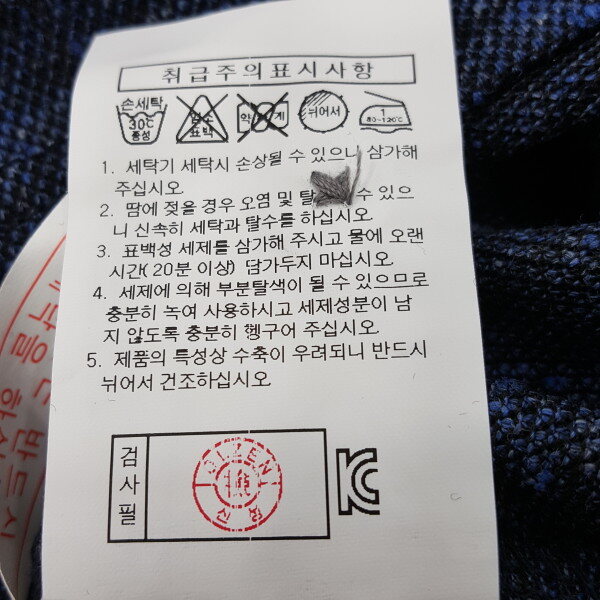 취급주의표시사항
손세탁
30℃
중성
염소
표백
뉘어서
1
80~120℃
1. 세탁기 세탁시 손상될 수 있으니 삼가해
주십시오.
2. 땀에 젖을 경우 오염 및 탈 수 있으
니 신속히 세탁과 탈수를 하십시오.
3. 표백성 세제를 삼가해 주시고 물에 오랜
시간(20분 이상) 담가두지 마십시오.
4. 세제에 의해 부분탈색이 될 수 있으므로
충분히 녹여 사용하시고 세제성분이 남
지 않도록 충분히 헹구어 주십시오.
5. 제품의 특성상 수축이 우려되니 반드시
뉘어서 건조하십시오.
검사필
OLZEN
KC
반드시